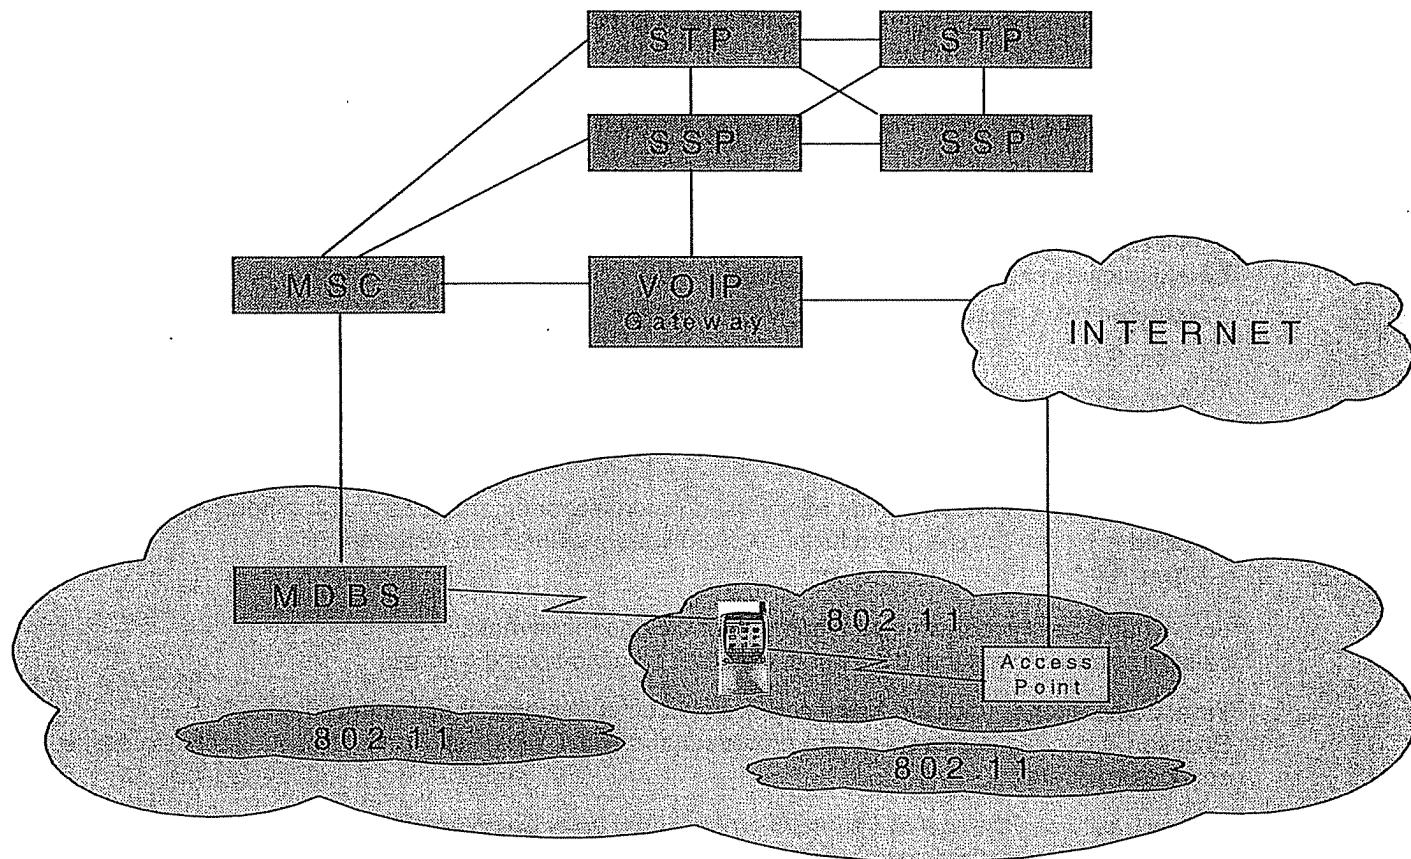 STP
STP
SSP
SSP
MSC
VOIP
Gateway
INTERNET
MDBS
802.11
Access
Point
802.11
802.11